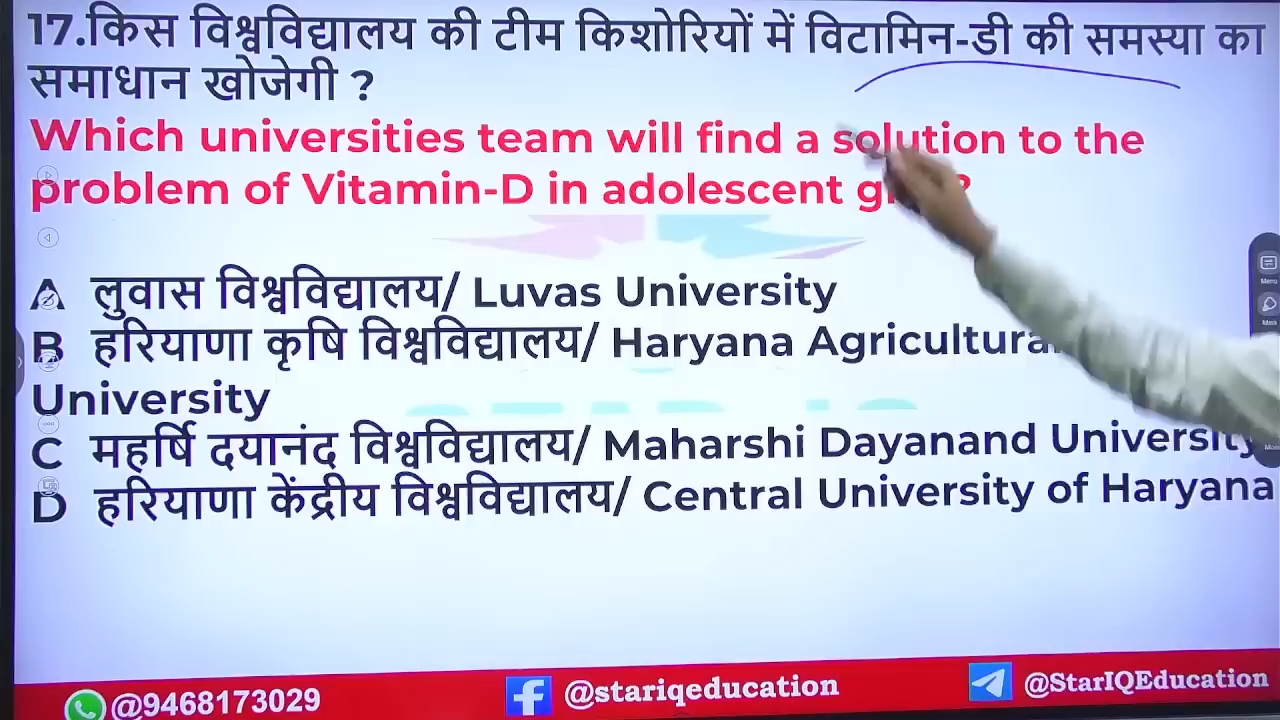 17.किस विश्वविद्यालय की टीम किशोरियों में विटामिन-डी की समस्या का
समाधान खोजेगी ?
Which universities team will find a solution to the
problem of Vitamin-D in adolescent
A लुवास विश्वविद्यालय/ Luvas University
B हरियाणा कृषि विश्वविद्यालय/ Haryana
University
C महर्षि दयानंद विश्वविद्यालय/ Maharshi Dayanand University
D हरियाणा केंद्रीय विश्वविद्यालय/ Central University of Haryana
Menu
@9468173029
@stariqeducation
@StarIQEducation